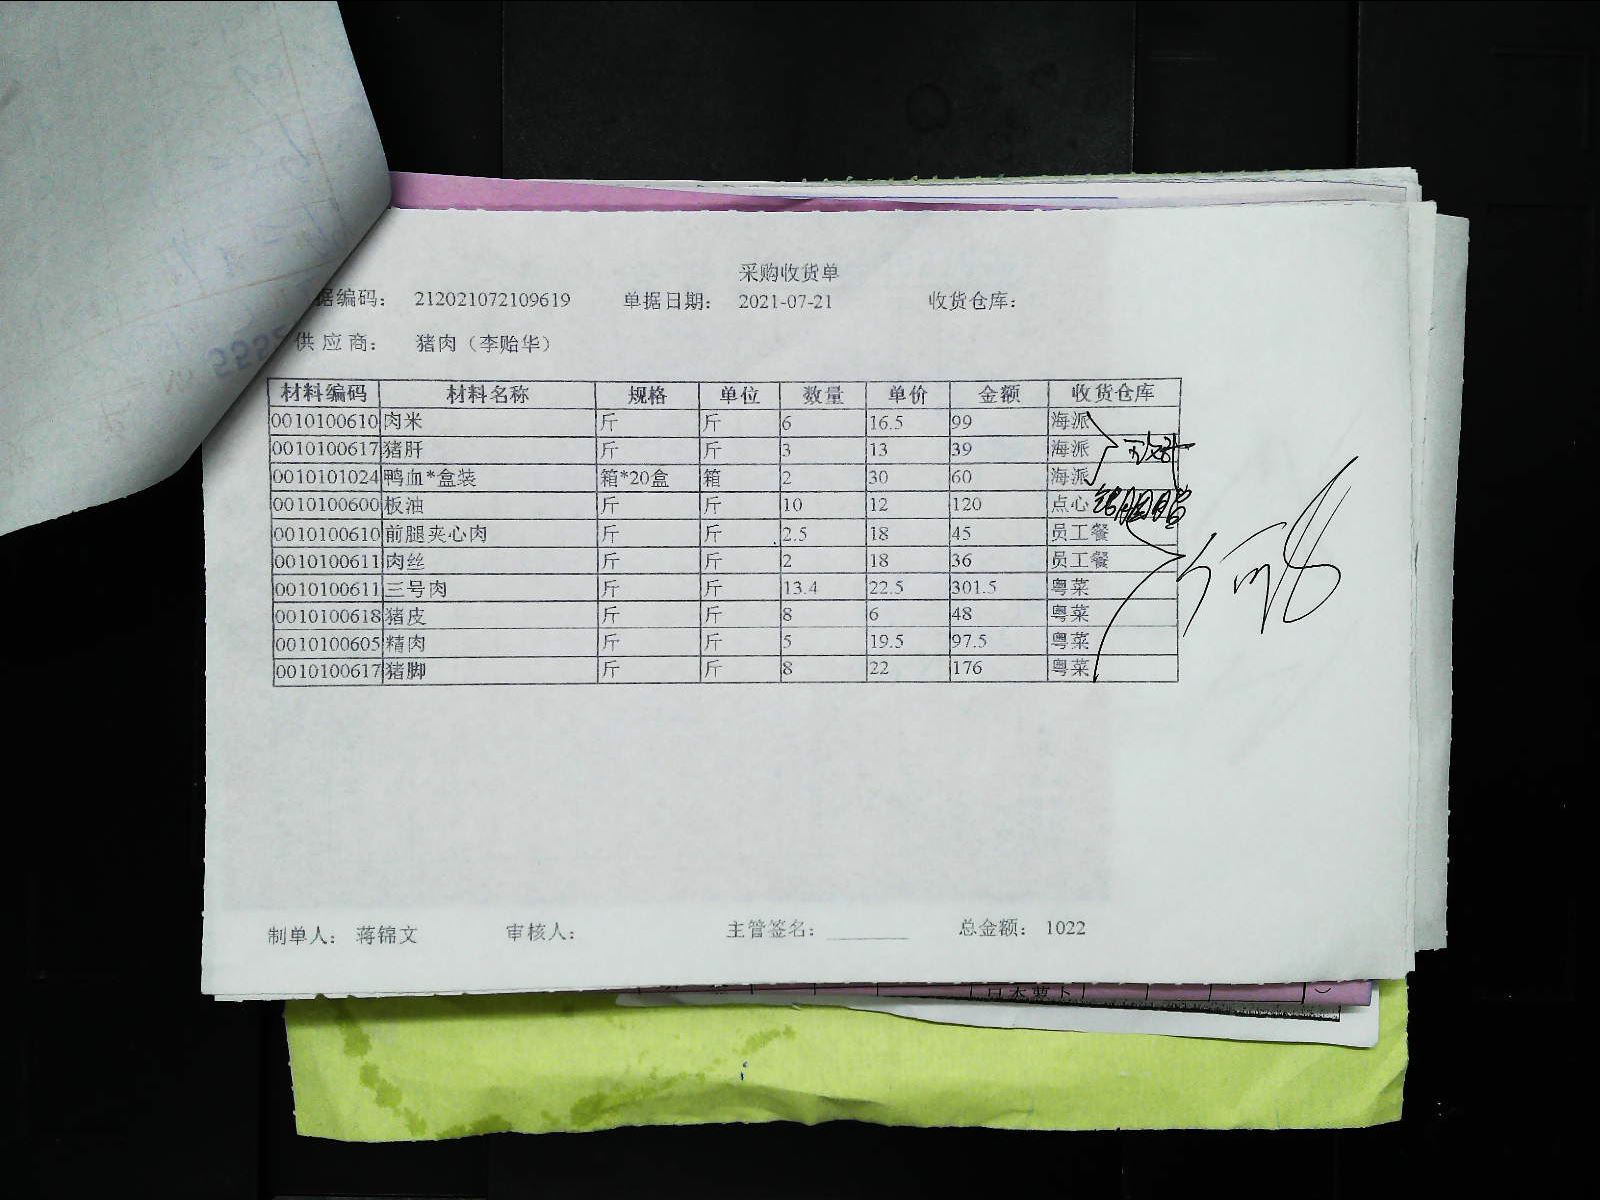 采购收货单
据编码： 212021072109619 单据日期： 2021-07-21 收货仓库：
供应商： 猪肉（李贻华）
材料编码 材料名称 规格 单位 数量 单价 金额 收货仓库
0010100610 肉米 斤 斤 6 16.5 99 海派
0010100617 猪肝 斤 斤 3 13 39 海派
0010101024 鸭血*盒装 箱*20盒 箱 2 30 60 海派
0010100600 板油 斤 斤 10 12 120 点心
0010100610 前腿夹心肉 斤 斤 2.5 18 45 员工餐
0010100611 肉丝 斤 斤 2 18 36 员工餐
0010100611 三号肉 斤 斤 13.4 22.5 301.5 粤菜
0010100618 猪皮 斤 斤 8 6 48 粤菜
0010100605 精肉 斤 斤 5 19.5 97.5 粤菜
0010100617 猪脚 斤 斤 8 22 176 粤菜
制单人： 蒋锦文 审核人： 主管签名： 总金额： 1022